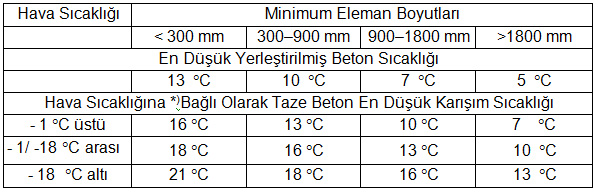 Hava Sıcaklığı Minimum Eleman Boyutları
< 300 mm 300–900 mm 900–1800 mm >1800 mm
En Düşük Yerleştirilmiş Beton Sıcaklığı
13 °C 10 °C 7 °C 5 °C
Hava Sıcaklığına *)Bağlı Olarak Taze Beton En Düşük Karışım Sıcaklığı
- 1 °C üstü 16 °C 13 °C 10 °C 7 °C
- 1/ -18 °C arası 18 °C 16 °C 13 °C 10 °C
- 18 °C altı 21 °C 18 °C 16 °C 13 °C